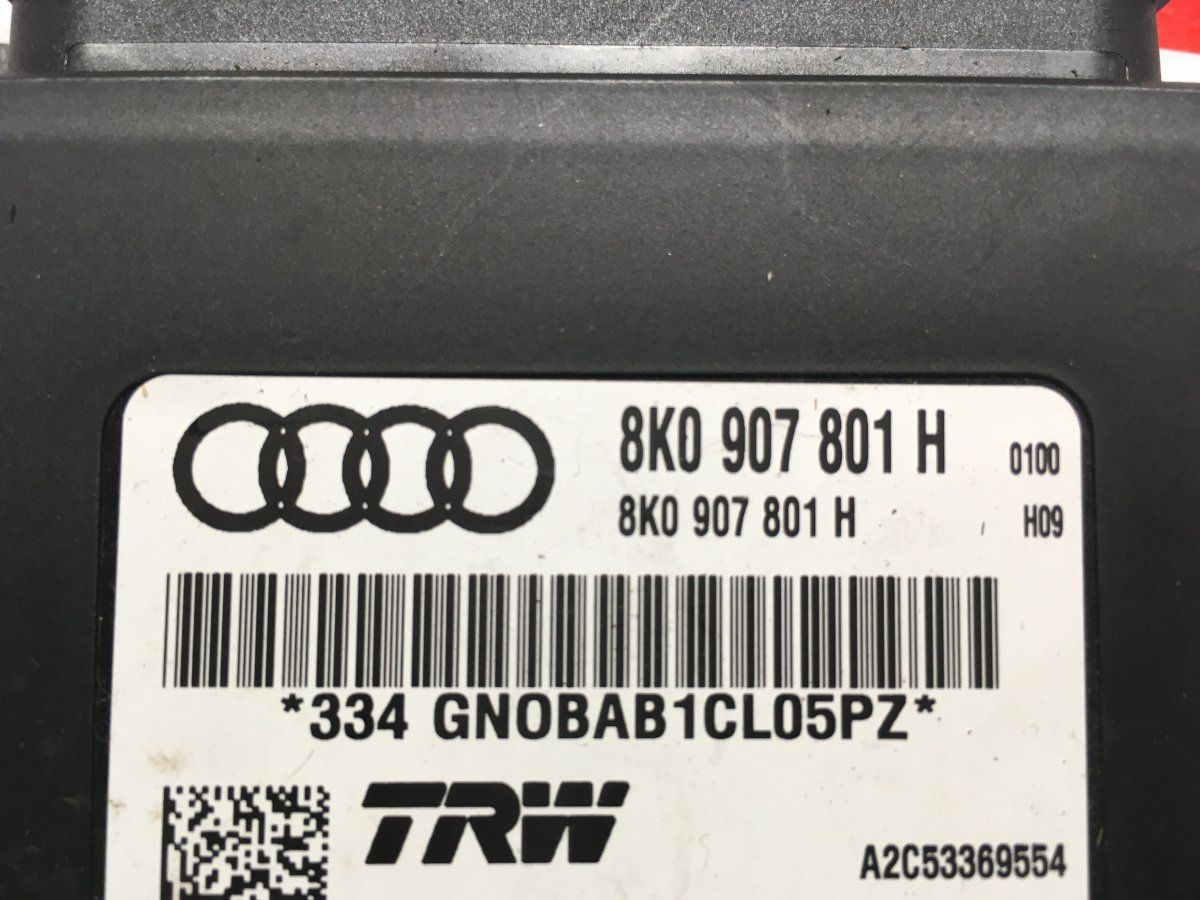 8K0 907 801 H 0100
8K0 907 801 H H09
*334 GNOBAB1CL05PZ*
TRW
A2C53369554